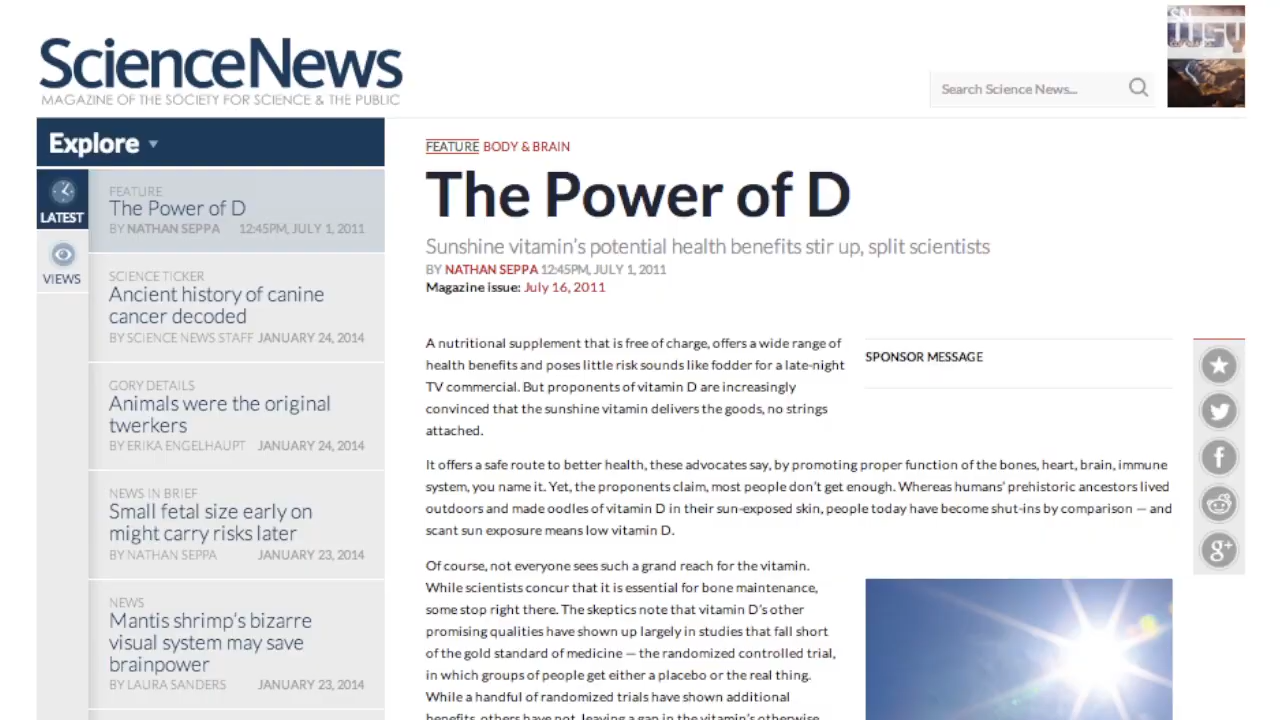 ScienceNews
MAGAZINE OF THE SOCIETY FOR SCIENCE & THE PUBLIC
Search Science News...
SN
Explore
LATEST
VIEWS
FEATURE
The Power of D
BY NATHAN SEPPA 12:45PM, JULY 1, 2011
SCIENCE TICKER
Ancient history of canine
cancer decoded
BY SCIENCE NEWS STAFF JANUARY 24, 2014
GORY DETAILS
Animals were the original
twerkers
BY ERIKA ENGELHAUPT JANUARY 24, 2014
NEWS IN BRIEF
Small fetal size early on
might carry risks later
BY NATHAN SEPPA JANUARY 23, 2014
NEWS
Mantis shrimp's bizarre
visual system may save
brainpower
BY LAURA SANDERS JANUARY 23, 2014
FEATURE BODY & BRAIN
The Power of D
Sunshine vitamin's potential health benefits stir up, split scientists
BY NATHAN SEPPA 12:45PM, JULY 1, 2011
Magazine issue: July 16, 2011
A nutritional supplement that is free of charge, offers a wide range of
health benefits and poses little risk sounds like fodder for a late-night
TV commercial. But proponents of vitamin D are increasingly
convinced that the sunshine vitamin delivers the goods, no strings
attached.
SPONSOR MESSAGE
It offers a safe route to better health, these advocates say, by promoting proper function of the bones, heart, brain, immune
system, you name it. Yet, the proponents claim, most people don't get enough. Whereas humans' prehistoric ancestors lived
outdoors and made oodles of vitamin D in their sun-exposed skin, people today have become shut-ins by comparison — and
scant sun exposure means low vitamin D.
Of course, not everyone sees such a grand reach for the vitamin.
While scientists concur that it is essential for bone maintenance,
some stop right there. The skeptics note that vitamin D's other
promising qualities have shown up largely in studies that fall short
of the gold standard of medicine — the randomized controlled trial,
in which groups of people get either a placebo or the real thing.
While a handful of randomized trials have shown additional
benefits, others have not, leaving a gap in the vitamin's otherwise
g+